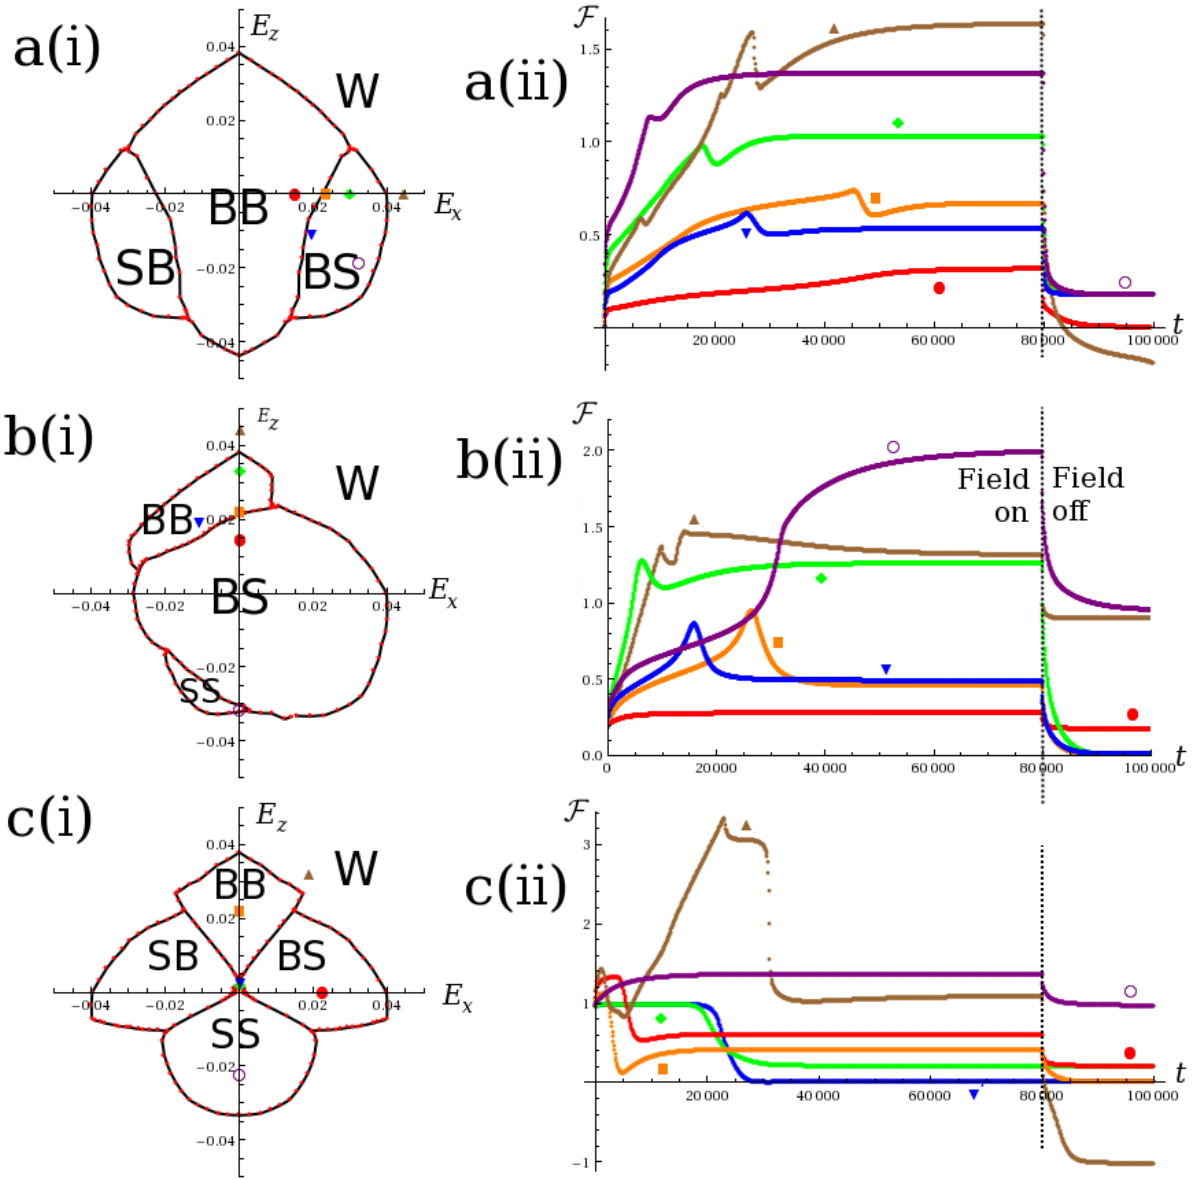 a(i)
E_z
0.04
W
0.02
−0.04
−0.02
BB
0.02
0.04
E_x
SB
BS
−0.02
−0.04
a(ii)
ℱ
1.5
1.0
0.5
20 000
40 000
60 000
80 000
100 000
t
b(i)
E_z
0.04
W
BB
0.02
−0.04
−0.02
BS
0.02
0.04
E_x
−0.02
SS
−0.04
b(ii)
ℱ
2.0
Field on
Field off
1.5
1.0
0.5
0.0
0
20 000
40 000
60 000
80 000
100 000
t
c(i)
E_z
0.04
W
BB
0.02
SB
BS
−0.04
−0.02
0.02
0.04
E_x
SS
−0.02
−0.04
c(ii)
ℱ
3
2
1
20 000
40 000
60 000
80 000
100 000
t
−1